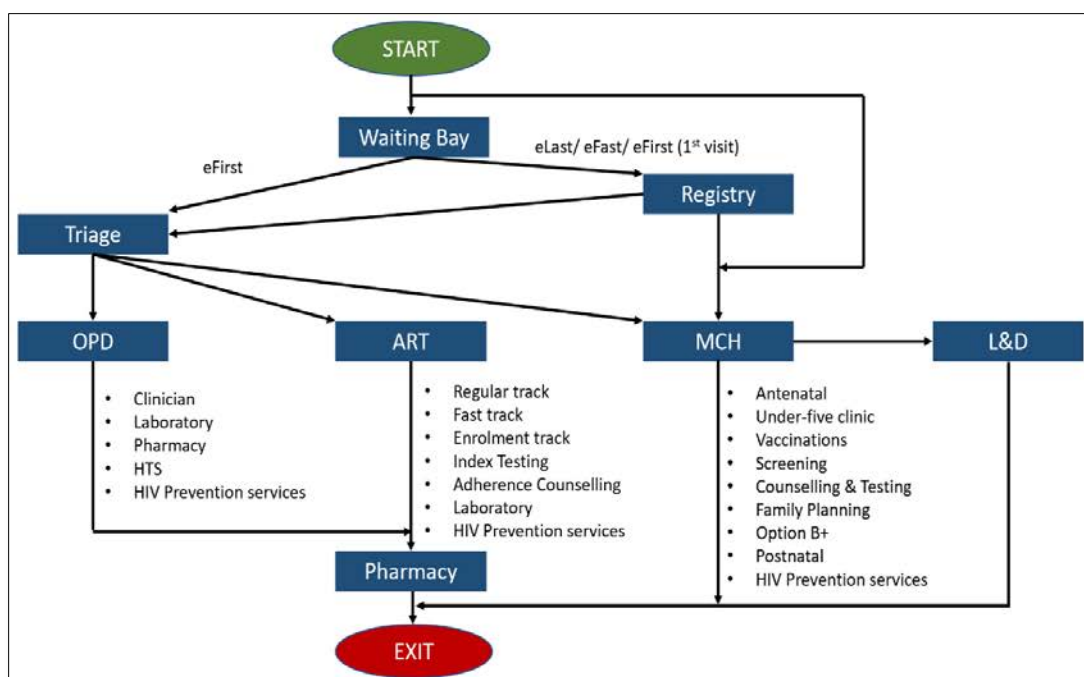 START
Waiting Bay
eFirst
eLast/ eFast/ eFirst (1st visit)
Registry
Triage
OPD
ART
MCH
L&D
• Clinician
• Laboratory
• Pharmacy
• HTS
• HIV Prevention services
• Regular track
• Fast track
• Enrolment track
• Index Testing
• Adherence Counselling
• Laboratory
• HIV Prevention services
• Antenatal
• Under-five clinic
• Vaccinations
• Screening
• Counselling & Testing
• Family Planning
• Option B+
• Postnatal
• HIV Prevention services
Pharmacy
EXIT